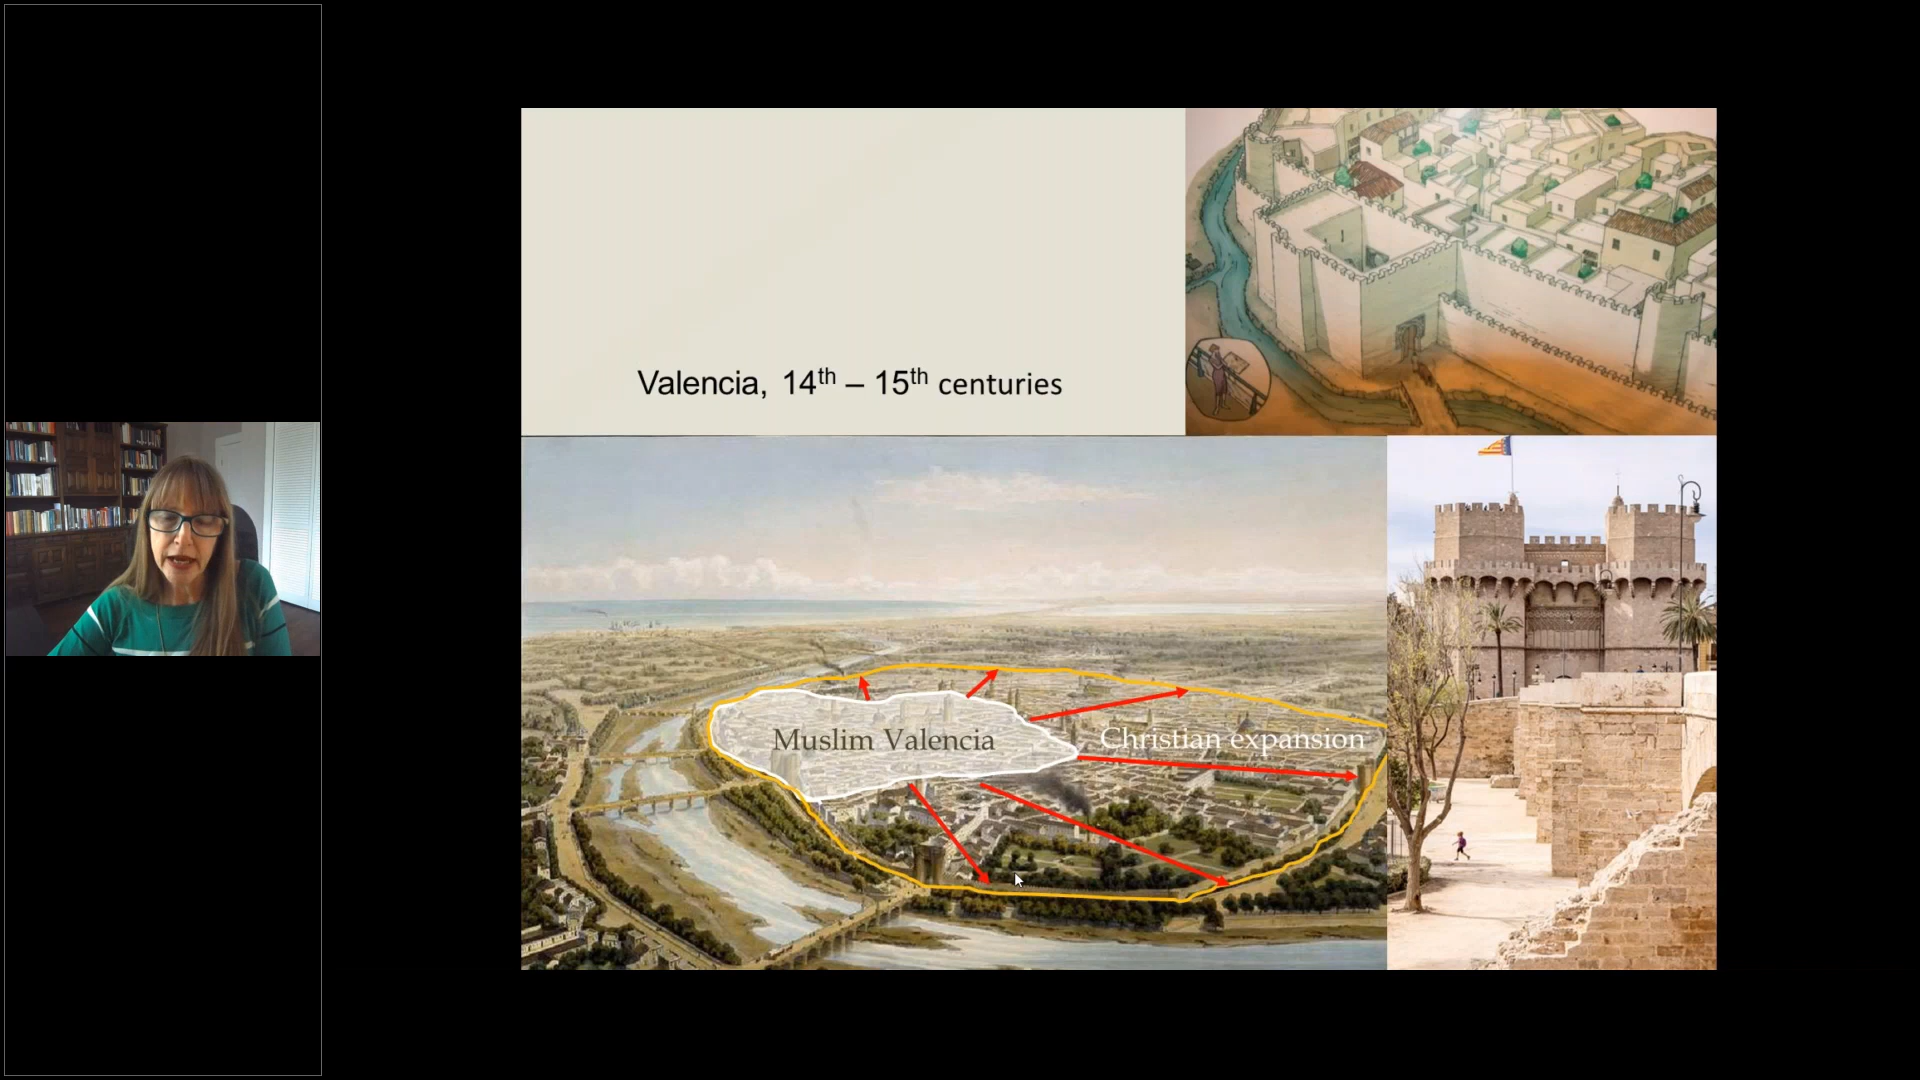 Valencia, 14th – 15th centuries
Muslim Valencia
Christian expansion